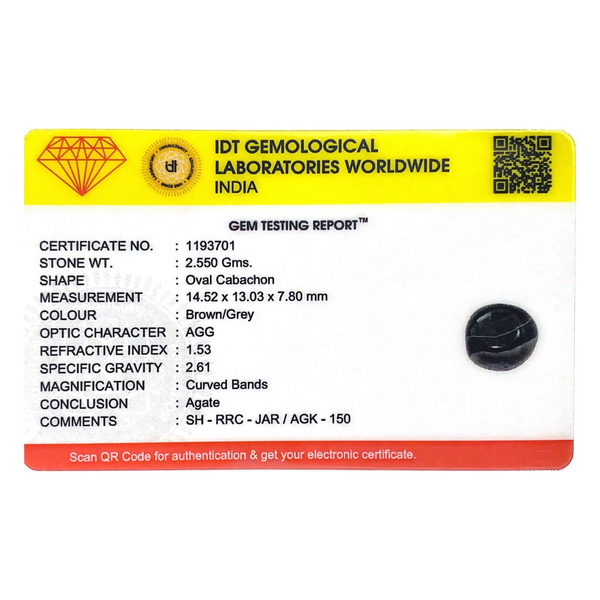 IDT GEMOLOGICAL
LABORATORIES WORLDWIDE
INDIA
GEM TESTING REPORT™
CERTIFICATE NO. : 1193701
STONE WT. : 2.550 Gms.
SHAPE : Oval Cabachon
MEASUREMENT : 14.52 x 13.03 x 7.80 mm
COLOUR : Brown/Grey
OPTIC CHARACTER : AGG
REFRACTIVE INDEX : 1.53
SPECIFIC GRAVITY : 2.61
MAGNIFICATION : Curved Bands
CONCLUSION : Agate
COMMENTS : SH - RRC - JAR / AGK - 150
Scan QR Code for authentication & get your electronic certificate.